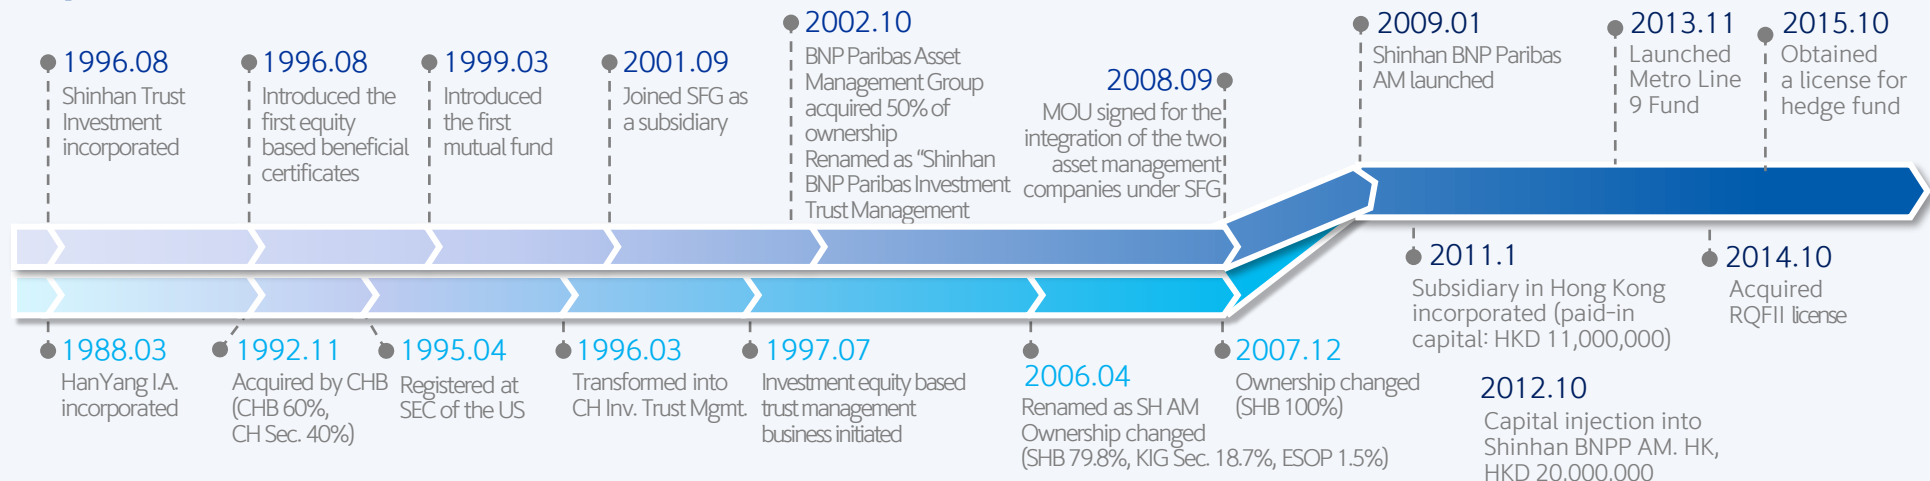 1996.08
Shinhan Trust
Investment
incorporated
1996.08
Introduced the
first equity
based beneficial
certificates
1999.03
Introduced
the first
mutual fund
2001.09
Joined SFG as
a subsidiary
2002.10
BNP Paribas Asset
Management Group
acquired 50% of
ownership
Renamed as “Shinhan
BNP Paribas Investment
Trust Management
2008.09
MOU signed for the
integration of the two
asset management
companies under SFG
2009.01
Shinhan BNP Paribas
AM launched
2013.11
Launched
Metro Line
9 Fund
2015.10
Obtained
a license for
hedge fund
1988.03
HanYang I.A.
incorporated
1992.11
Acquired by CHB
(CHB 60%,
CH Sec. 40%)
1995.04
Registered at
SEC of the US
1996.03
Transformed into
CH Inv. Trust Mgmt.
1997.07
Investment equity based
trust management
business initiated
2006.04
Renamed as SH AM
Ownership changed
(SHB 79.8%, KIG Sec. 18.7%, ESOP 1.5%)
2007.12
Ownership changed
(SHB 100%)
2011.1
Subsidiary in Hong Kong
incorporated (paid-in
capital: HKD 11,000,000)
2012.10
Capital injection into
Shinhan BNPP AM. HK,
HKD 20,000,000
2014.10
Acquired
RQFII license